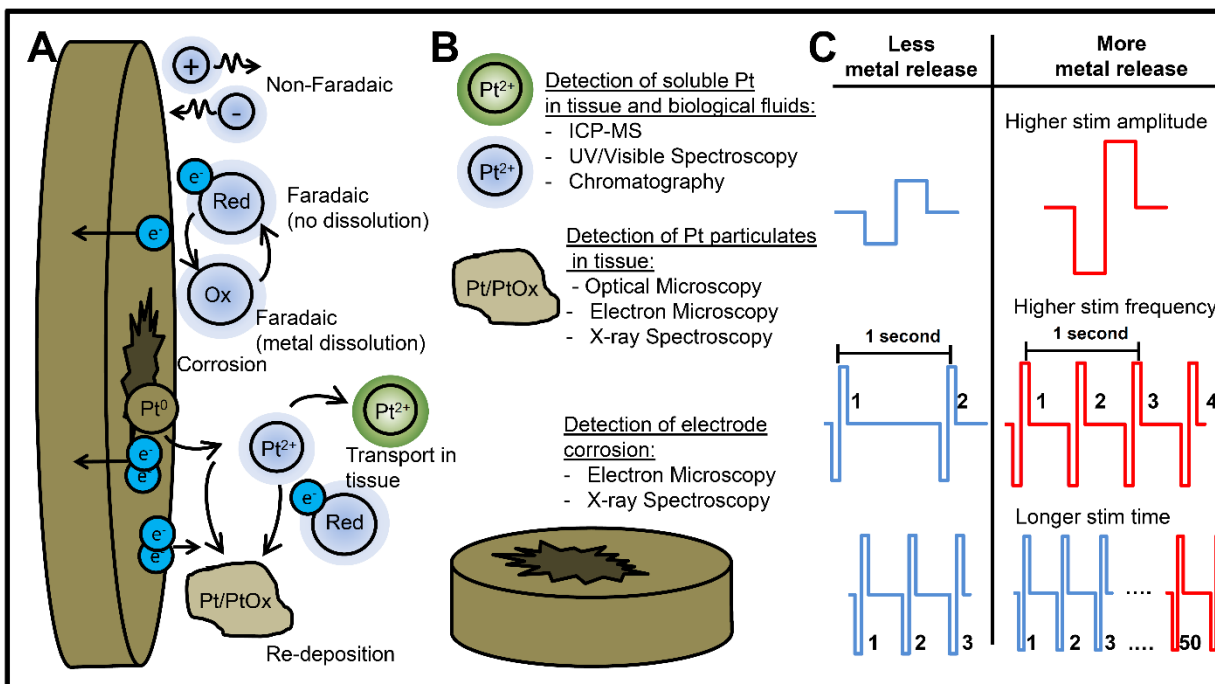 A
+
Non-Faradaic
-
e-
Red
Faradaic
(no dissolution)
e-
Ox
Faradaic
(metal dissolution)
Corrosion
Pt0
e-
e-
Pt2+
Pt2+
Transport in
tissue
e-
Red
e-
e-
Pt/PtOx
Re-deposition
B
Pt2+
Pt2+
Detection of soluble Pt
in tissue and biological fluids:
- ICP-MS
- UV/Visible Spectroscopy
- Chromatography
Pt/PtOx
Detection of Pt particulates
in tissue:
- Optical Microscopy
- Electron Microscopy
- X-ray Spectroscopy
Detection of electrode
corrosion:
- Electron Microscopy
- X-ray Spectroscopy
C
Less
metal release
More
metal release
Higher stim amplitude
Higher stim frequency
1 second
1 2
1 second
1 2 3 4
Longer stim time
1 2 3
....
1 2 3 .... 50